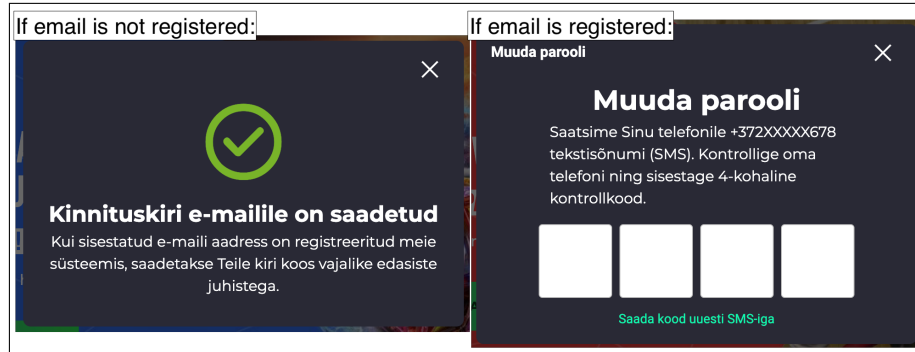 If email is not registered:
Kinnituskiri e-mailile on saadetud
Kui sisestatud e-maili aadress on registreeritud meie
süsteemis, saadetakse Teile kiri koos vajalike edasiste
juhistega.
If email is registered:
Muuda parooli
Muuda parooli
Saatsime Sinu telefonile +372XXXXX678
tekstisõnumi (SMS). Kontrollige oma
telefoni ning sisestage 4-kohaline
kontrollkood.
Saada kood uuesti SMS-iga